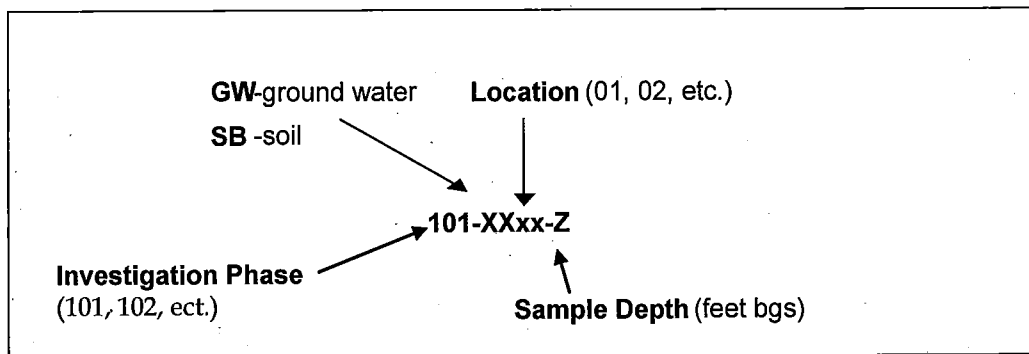 GW-ground water
SB -soil
Location (01, 02, etc.)
101-XXxx-Z
Investigation Phase
(101, 102, ect.)
Sample Depth (feet bgs)